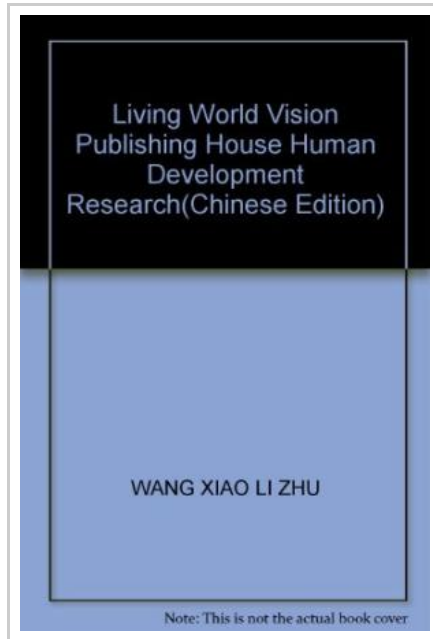 Living World Vision
Publishing House Human
Development
Research(Chinese Edition)
WANG XIAO LI ZHU
Note: This is not the actual book cover